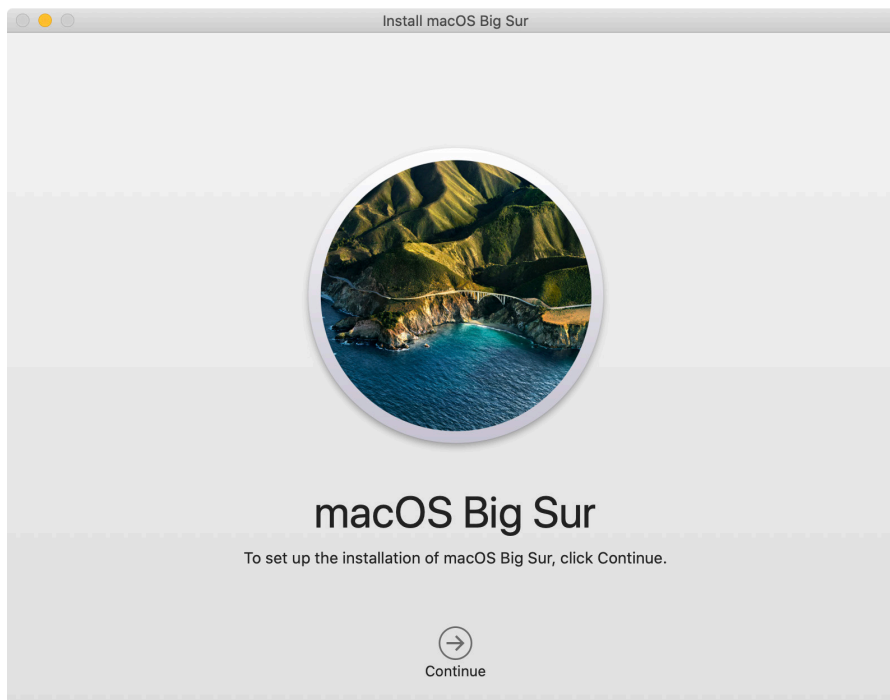 Install macOS Big Sur
macOS Big Sur
To set up the installation of macOS Big Sur, click Continue.
Continue